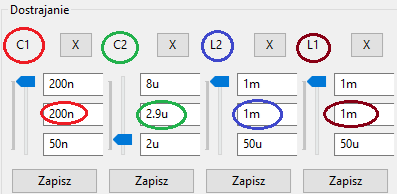 Dostrajanie
C1 X C2 X L2 X L1 X
200n 8u 1m 1m
200n 2.9u 1m 1m
50n 2u 50u 50u
Zapisz Zapisz Zapisz Zapisz